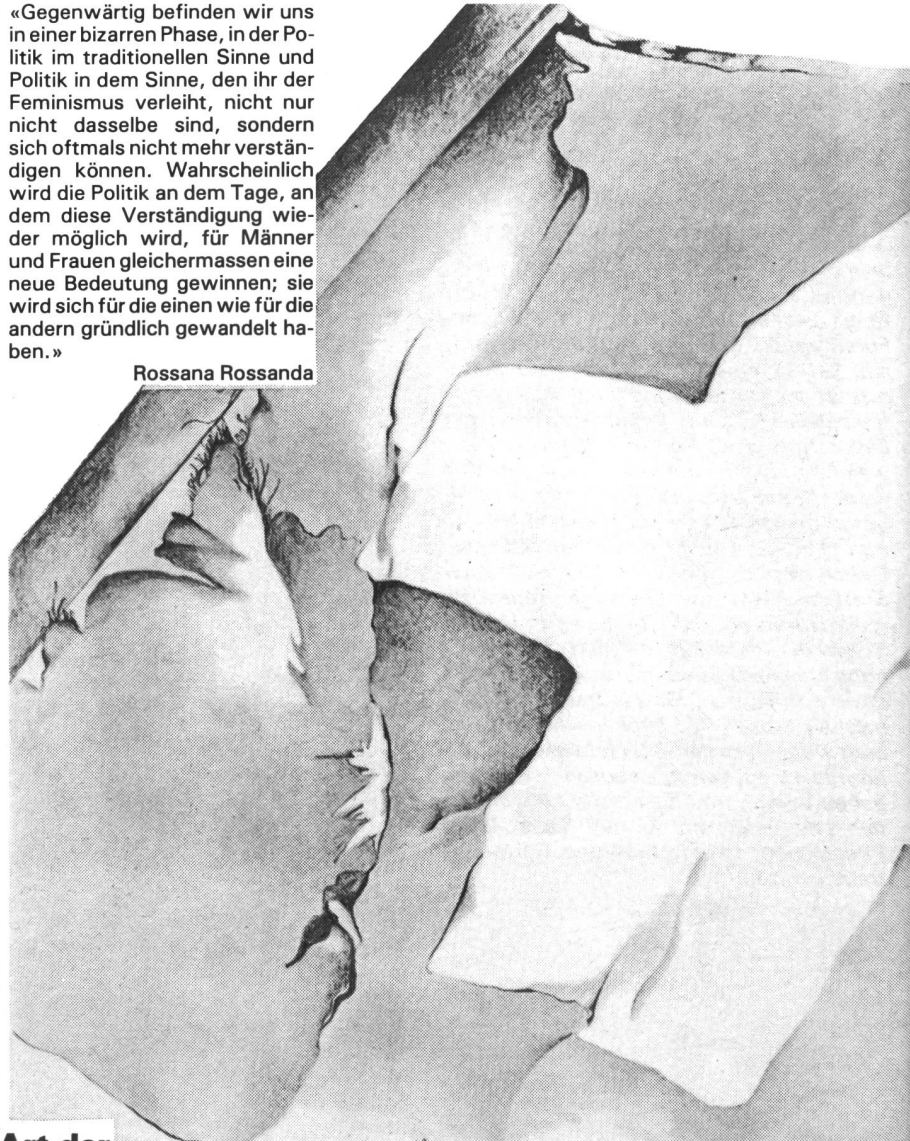 «Gegenwärtig befinden wir uns
in einer bizarren Phase, in der Po-
litik im traditionellen Sinne und
Politik in dem Sinne, den ihr der
Feminismus verleiht, nicht nur
nicht dasselbe sind, sondern
sich oftmals nicht mehr verstän-
digen können. Wahrscheinlich
wird die Politik an dem Tage, an
dem diese Verständigung wie-
der möglich wird, für Männer
und Frauen gleichermassen eine
neue Bedeutung gewinnen; sie
wird sich für die einen wie für die
andern gründlich gewandelt ha-
ben.»
Rossana Rossanda
Art der